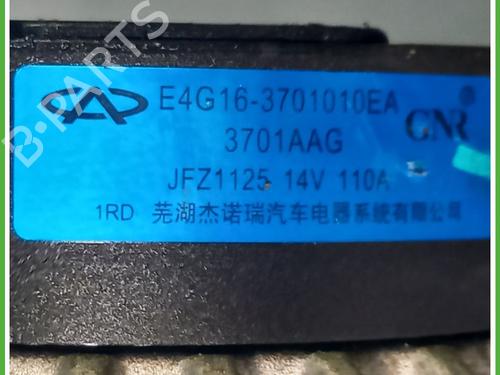 B-PARTS
E4G16-3701010EA
GNR®
3701AAG
JFZ1125 14V 110A
1RD 芜湖杰诺瑞汽车电器系统有限公司